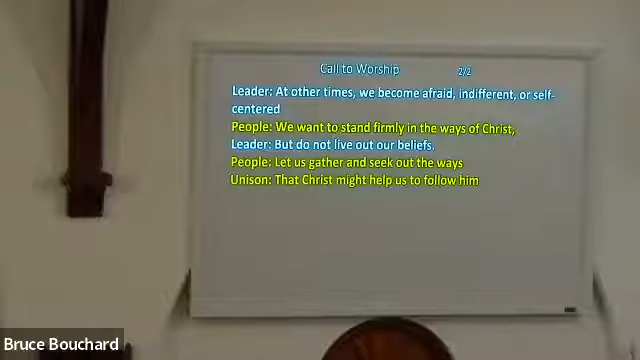 Call to Worship 2/2
Leader: At other times, we become afraid, indifferent, or self-
centered
People: We want to stand firmly in the ways of Christ,
Leader: But do not live out our beliefs.
People: Let us gather and seek out the ways
Unison: That Christ might help us to follow him
Bruce Bouchard